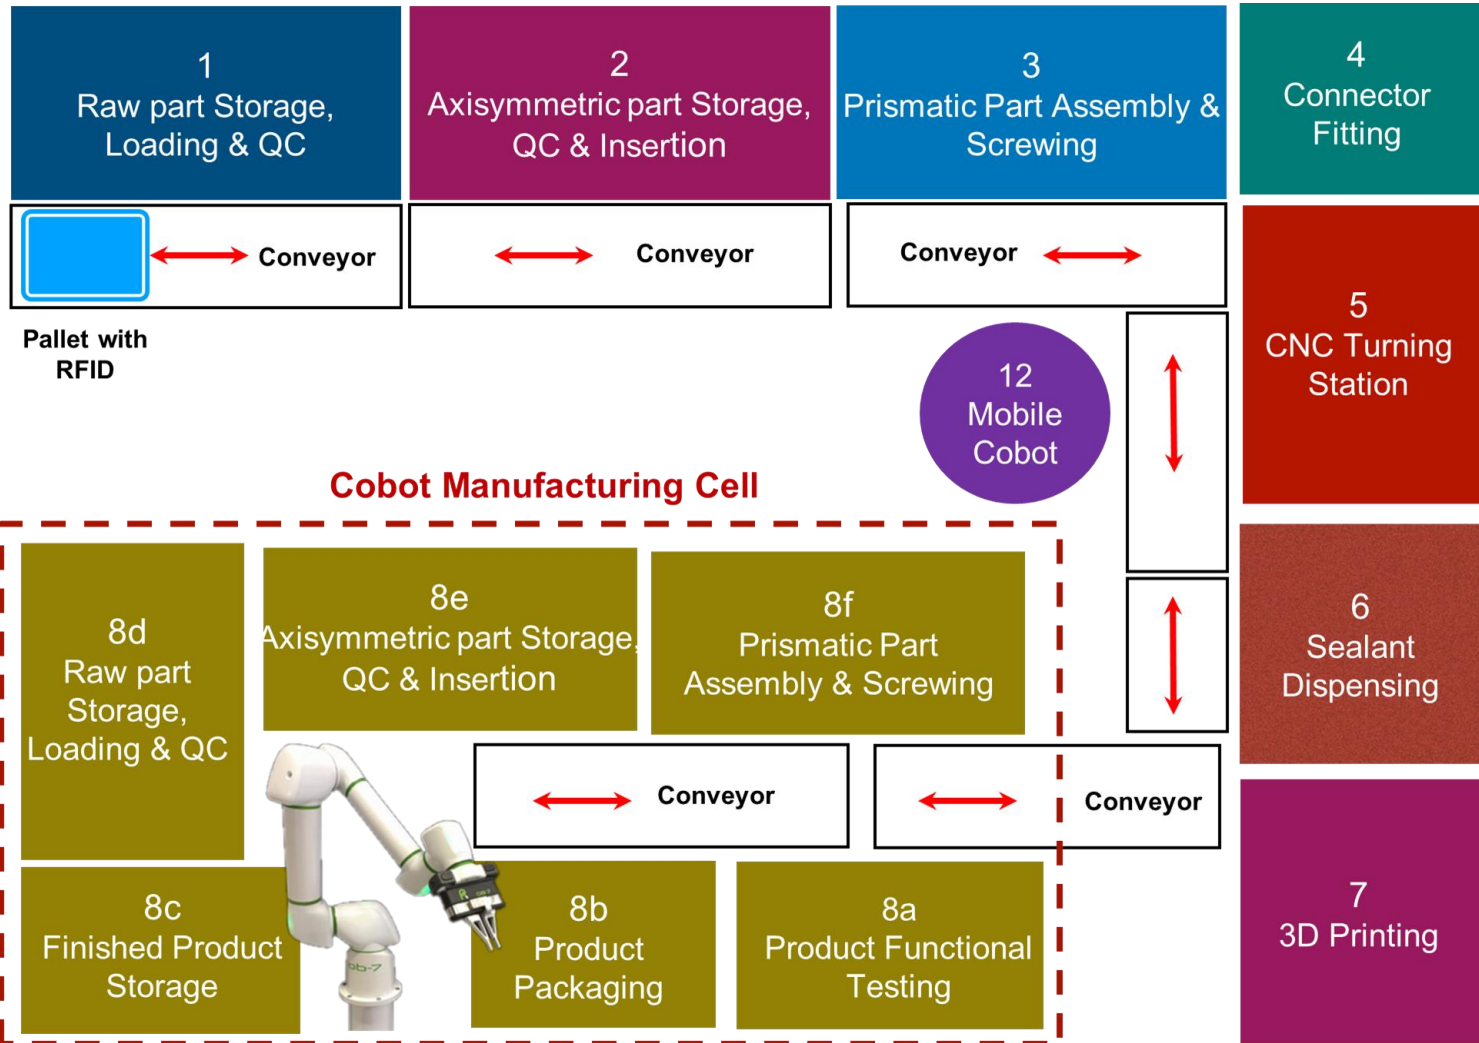 1
Raw part Storage,
Loading & QC
2
Axisymmetric part Storage,
QC & Insertion
3
Prismatic Part Assembly &
Screwing
4
Connector
Fitting
Conveyor
Conveyor
Conveyor
Pallet with
RFID
5
CNC Turning
Station
12
Mobile
Cobot
Cobot Manufacturing Cell
8d
Raw part
Storage,
Loading & QC
8e
Axisymmetric part Storage,
QC & Insertion
8f
Prismatic Part
Assembly & Screwing
6
Sealant
Dispensing
Conveyor
Conveyor
8c
Finished Product
Storage
8b
Product
Packaging
8a
Product Functional
Testing
7
3D Printing
ob-7